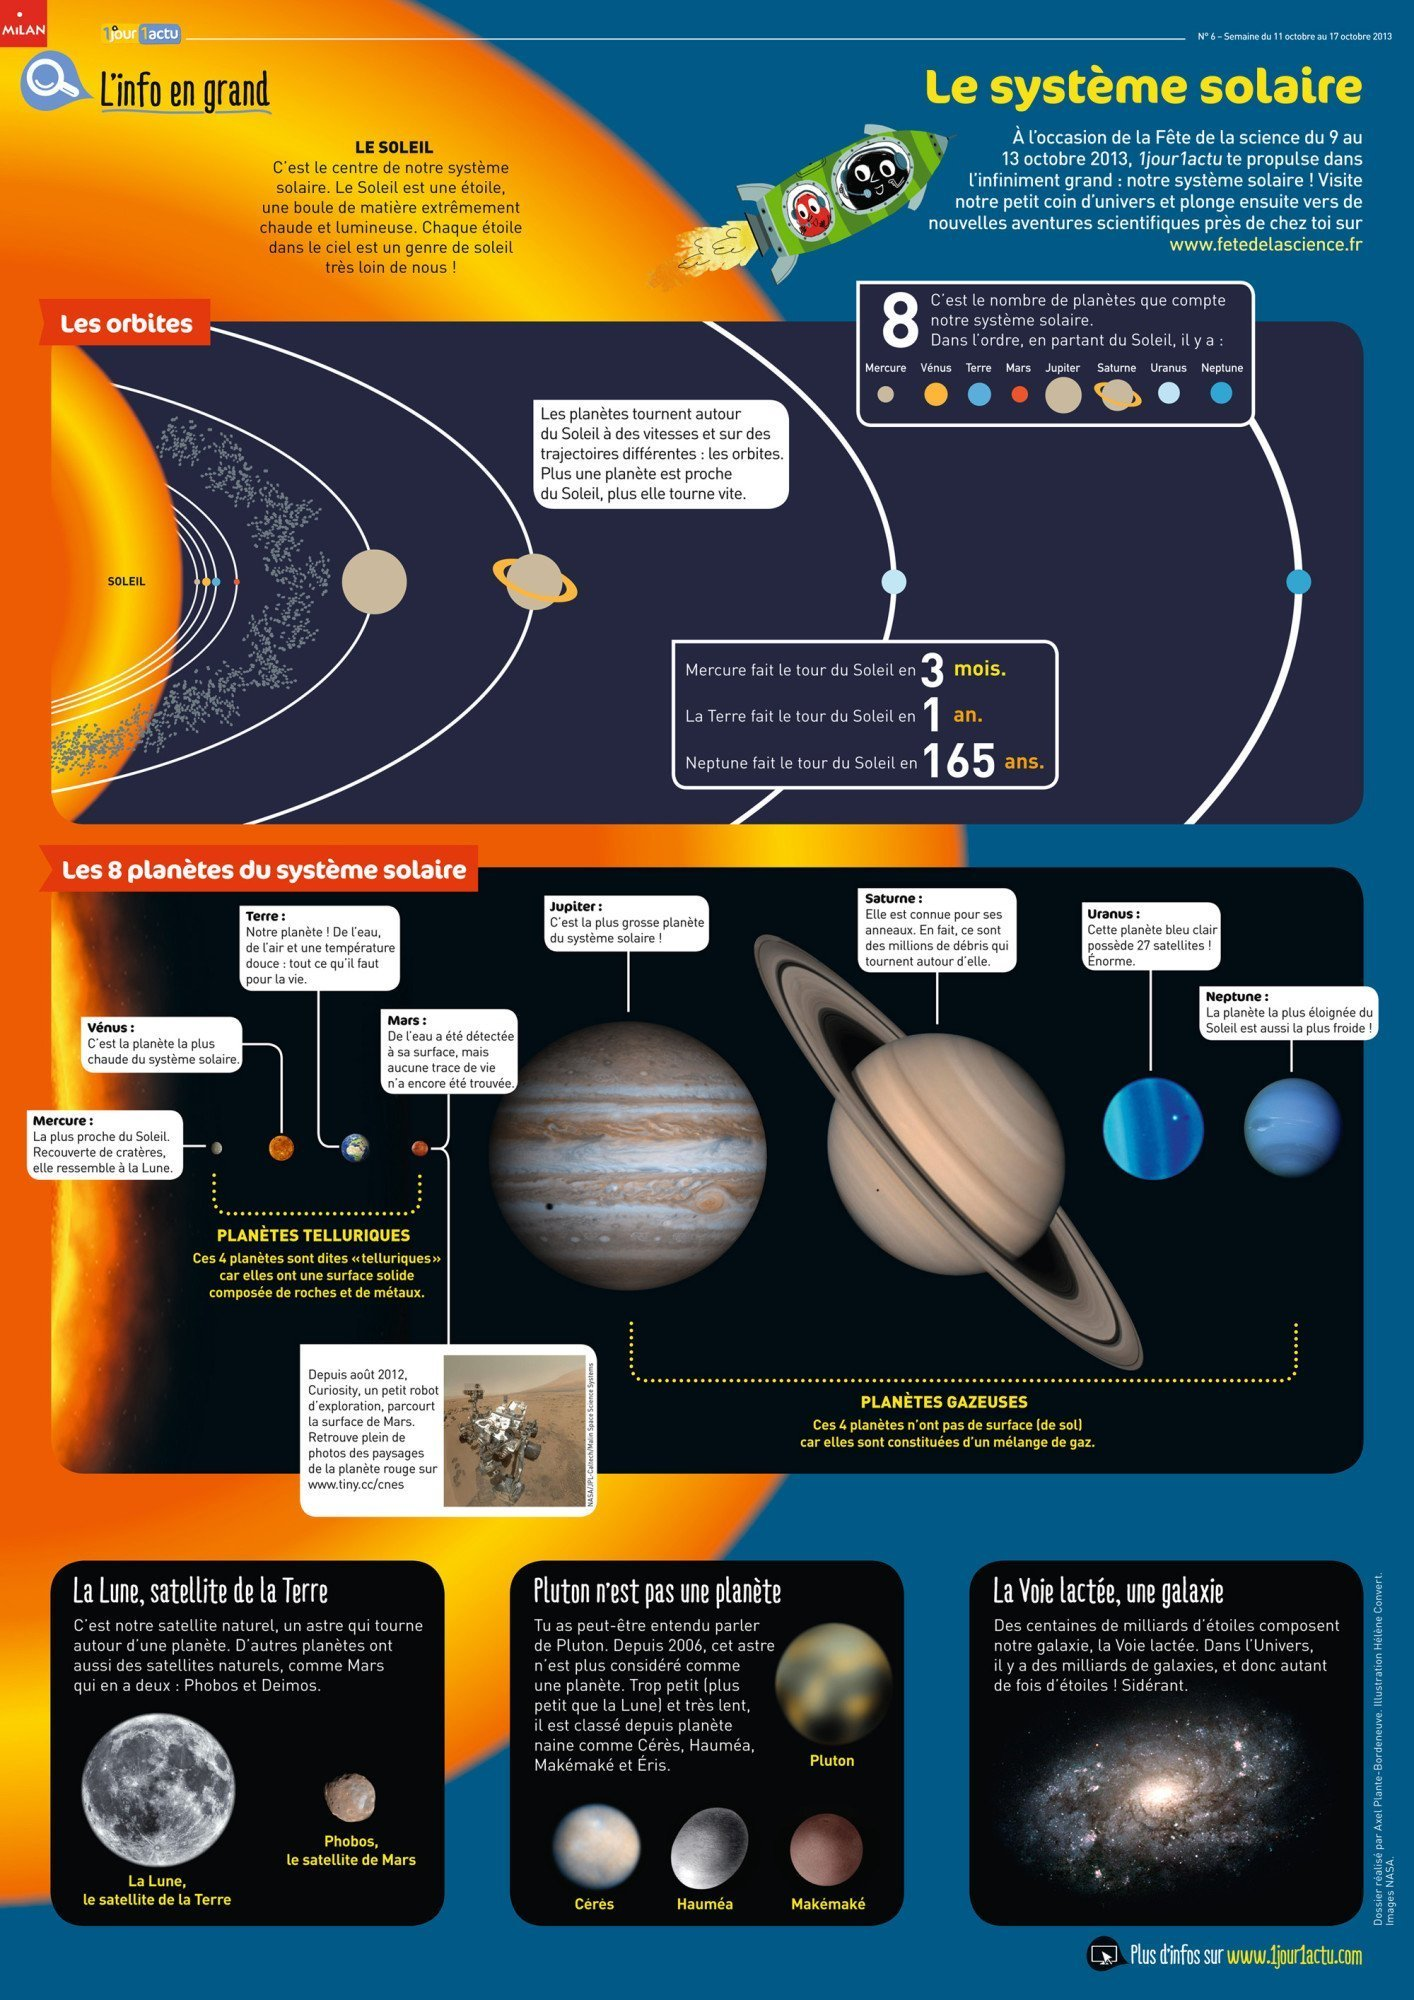 MiLAN
1jour1actu
N° 6 – Semaine du 11 octobre au 17 octobre 2013
L'info en grand
Le système solaire
À l'occasion de la Fête de la science du 9 au
13 octobre 2013, 1jour1actu te propulse dans
l'infiniment grand : notre système solaire ! Visite
notre petit coin d'univers et plonge ensuite vers de
nouvelles aventures scientifiques près de chez toi sur
www.fetedelascience.fr
LE SOLEIL
C'est le centre de notre système
solaire. Le Soleil est une étoile,
une boule de matière extrêmement
chaude et lumineuse. Chaque étoile
dans le ciel est un genre de soleil
très loin de nous !
Les orbites
8
C'est le nombre de planètes que compte
notre système solaire.
Dans l'ordre, en partant du Soleil, il y a :
Mercure Vénus Terre Mars Jupiter Saturne Uranus Neptune
Les planètes tournent autour
du Soleil à des vitesses et sur des
trajectoires différentes : les orbites.
Plus une planète est proche
du Soleil, plus elle tourne vite.
SOLEIL
Mercure fait le tour du Soleil en 3 mois.
La Terre fait le tour du Soleil en 1 an.
Neptune fait le tour du Soleil en 165 ans.
Les 8 planètes du système solaire
Mercure :
La plus proche du Soleil.
Recouverte de cratères,
elle ressemble à la Lune.
Vénus :
C'est la planète la plus
chaude du système solaire.
Terre :
Notre planète ! De l'eau,
de l'air et une température
douce : tout ce qu'il faut
pour la vie.
Mars :
De l'eau a été détectée
à sa surface, mais
aucune trace de vie
n'a encore été trouvée.
Jupiter :
C'est la plus grosse planète
du système solaire !
Saturne :
Elle est connue pour ses
anneaux. En fait, ce sont
des millions de débris qui
tournent autour d'elle.
Uranus :
Cette planète bleu clair
possède 27 satellites !
Énorme.
Neptune :
La planète la plus éloignée du
Soleil est aussi la plus froide !
PLANÈTES TELLURIQUES
Ces 4 planètes sont dites «telluriques»
car elles ont une surface solide
composée de roches et de métaux.
Depuis août 2012,
Curiosity, un petit robot
d'exploration, parcourt
la surface de Mars.
Retrouve plein de
photos des paysages
de la planète rouge sur
www.tiny.cc/cnes
NASA/JPL-Caltech/Malin Space Science Systems
PLANÈTES GAZEUSES
Ces 4 planètes n'ont pas de surface (de sol)
car elles sont constituées d'un mélange de gaz.
La Lune, satellite de la Terre
C'est notre satellite naturel, un astre qui tourne
autour d'une planète. D'autres planètes ont
aussi des satellites naturels, comme Mars
qui en a deux : Phobos et Deimos.
La Lune,
le satellite de la Terre
Phobos,
le satellite de Mars
Pluton n'est pas une planète
Tu as peut-être entendu parler
de Pluton. Depuis 2006, cet astre
n'est plus considéré comme
une planète. Trop petit (plus
petit que la Lune) et très lent,
il est classé depuis planète
naine comme Cérès, Hauméa,
Makémaké et Éris.
Pluton
Cérès
Hauméa
Makémaké
La Voie lactée, une galaxie
Des centaines de milliards d'étoiles composent
notre galaxie, la Voie lactée. Dans l'Univers,
il y a des milliards de galaxies, et donc autant
de fois d'étoiles ! Sidérant.
Dossier réalisé par Axel Plante-Bordeneuve. Illustration Hélène Convert.
Images NASA.
Plus d'infos sur www.1jour1actu.com